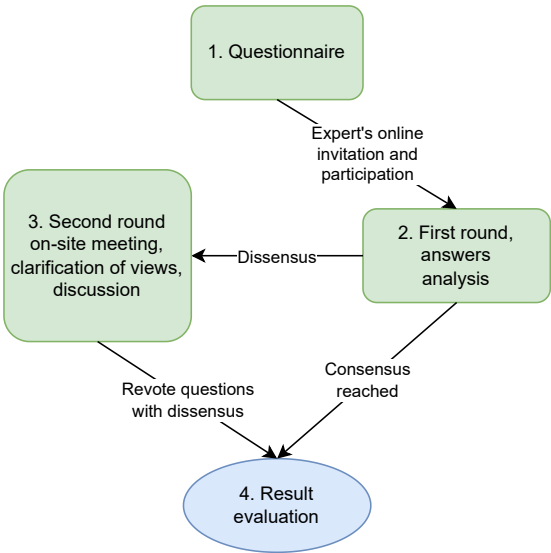 1. Questionnaire
Expert's online
invitation and
participation
2. First round,
answers
analysis
Dissensus
3. Second round
on-site meeting,
clarification of views,
discussion
Consensus
reached
Revote questions
with dissensus
4. Result
evaluation